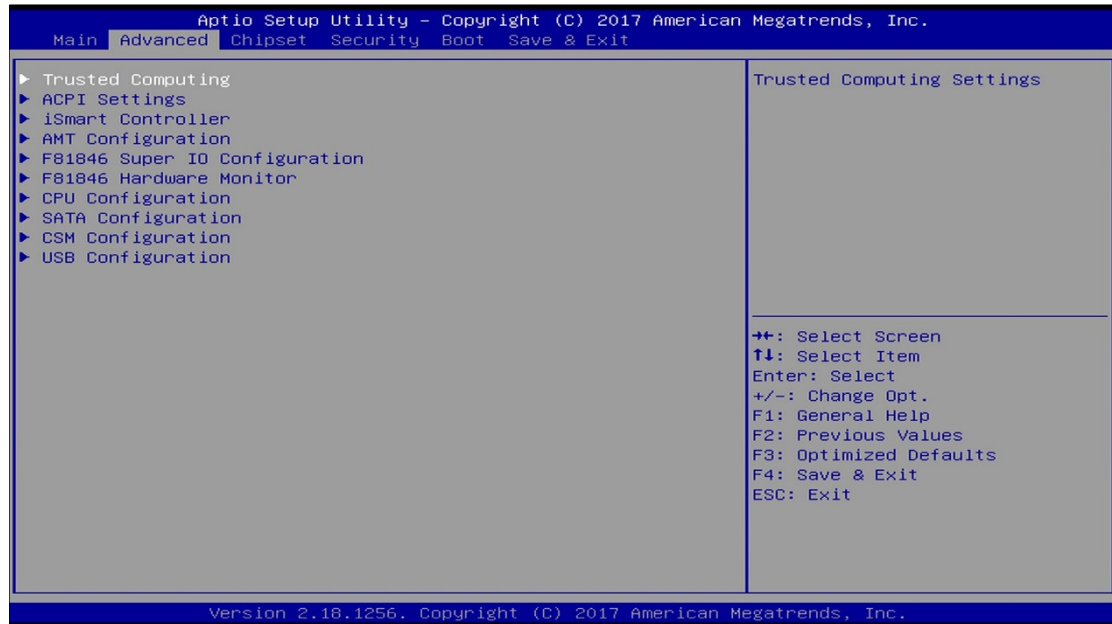 Aptio Setup Utility – Copyright (C) 2017 American Megatrends, Inc.
Main Advanced Chipset Security Boot Save & Exit
▶ Trusted Computing
▶ ACPI Settings
▶ iSmart Controller
▶ AMT Configuration
▶ F81846 Super IO Configuration
▶ F81846 Hardware Monitor
▶ CPU Configuration
▶ SATA Configuration
▶ CSM Configuration
▶ USB Configuration
Trusted Computing Settings
→←: Select Screen
↑↓: Select Item
Enter: Select
+/-: Change Opt.
F1: General Help
F2: Previous Values
F3: Optimized Defaults
F4: Save & Exit
ESC: Exit
Version 2.18.1256. Copyright (C) 2017 American Megatrends, Inc.